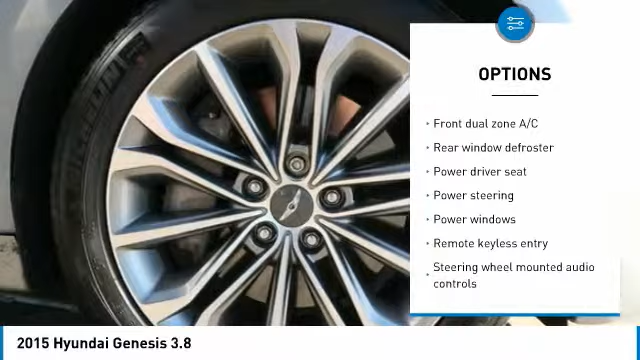 OPTIONS
Front dual zone A/C
Rear window defroster
Power driver seat
Power steering
Power windows
Remote keyless entry
Steering wheel mounted audio
controls
2015 Hyundai Genesis 3.8